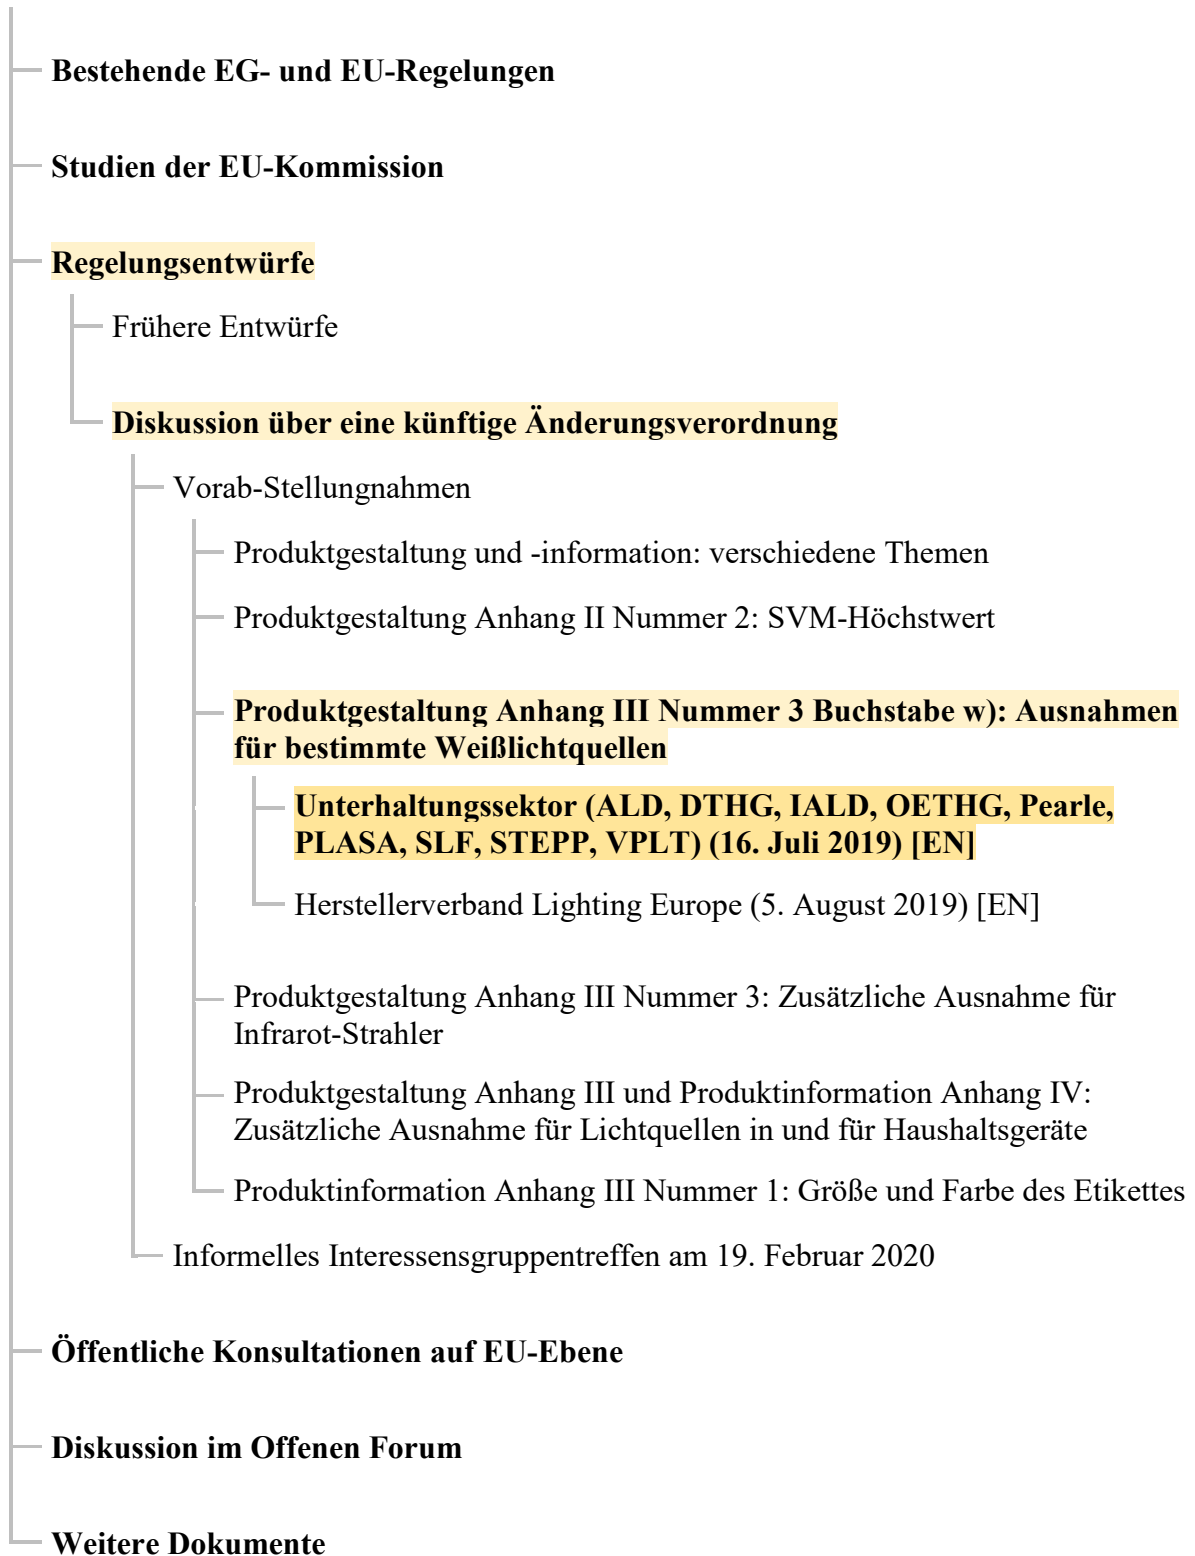 Bestehende EG- und EU-Regelungen
Studien der EU-Kommission
Regelungsentwürfe
Frühere Entwürfe
Diskussion über eine künftige Änderungsverordnung
Vorab-Stellungnahmen
Produktgestaltung und -information: verschiedene Themen
Produktgestaltung Anhang II Nummer 2: SVM-Höchstwert
Produktgestaltung Anhang III Nummer 3 Buchstabe w): Ausnahmen
für bestimmte Weißlichtquellen
Unterhaltungssektor (ALD, DTHG, IALD, OETHG, Pearle,
PLASA, SLF, STEPP, VPLT) (16. Juli 2019) [EN]
Herstellerverband Lighting Europe (5. August 2019) [EN]
Produktgestaltung Anhang III Nummer 3: Zusätzliche Ausnahme für
Infrarot-Strahler
Produktgestaltung Anhang III und Produktinformation Anhang IV:
Zusätzliche Ausnahme für Lichtquellen in und für Haushaltsgeräte
Produktinformation Anhang III Nummer 1: Größe und Farbe des Etikettes
Informelles Interessensgruppentreffen am 19. Februar 2020
Öffentliche Konsultationen auf EU-Ebene
Diskussion im Offenen Forum
Weitere Dokumente